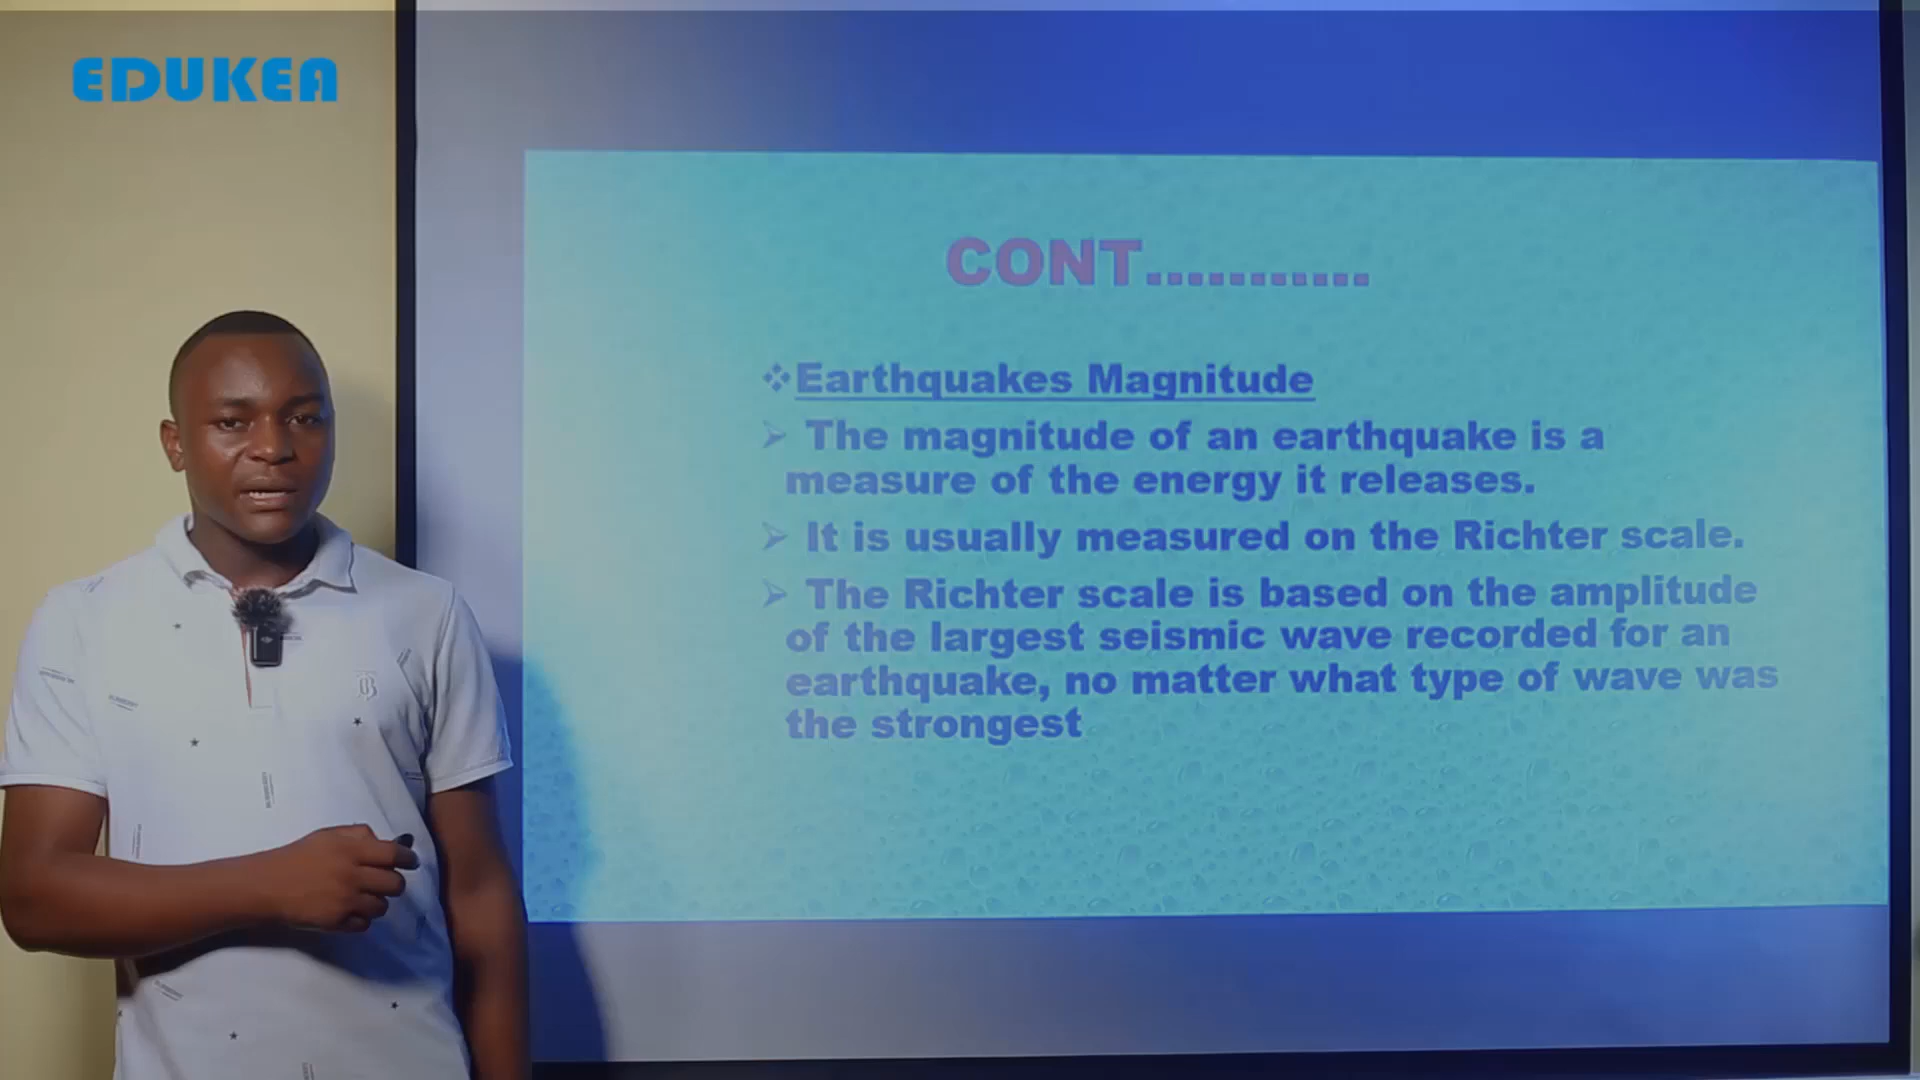 EDUKEA
CONT...........
❖Earthquakes Magnitude
➢ The magnitude of an earthquake is a
measure of the energy it releases.
➢ It is usually measured on the Richter scale.
➢ The Richter scale is based on the amplitude
of the largest seismic wave recorded for an
earthquake, no matter what type of wave was
the strongest